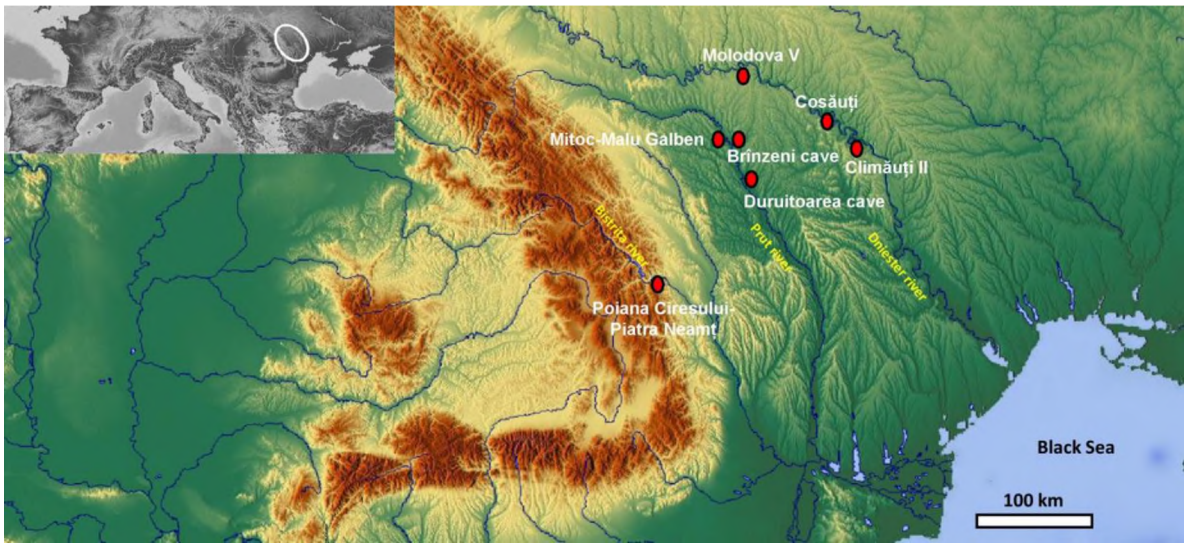 Molodova V
Cosăuți
Mitoc-Malu Galben
Brînzeni cave
Climăuți II
Duruitoarea cave
Bistrița river
Prut river
Dniester river
Poiana Cireșului-
Piatra Neamț
Black Sea
100 km